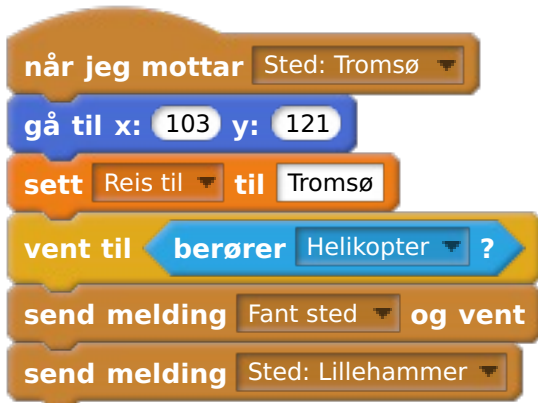 når jeg mottar Sted: Tromsø
gå til x: 103 y: 121
sett Reis til til Tromsø
vent til berører Helikopter ?
send melding Fant sted og vent
send melding Sted: Lillehammer